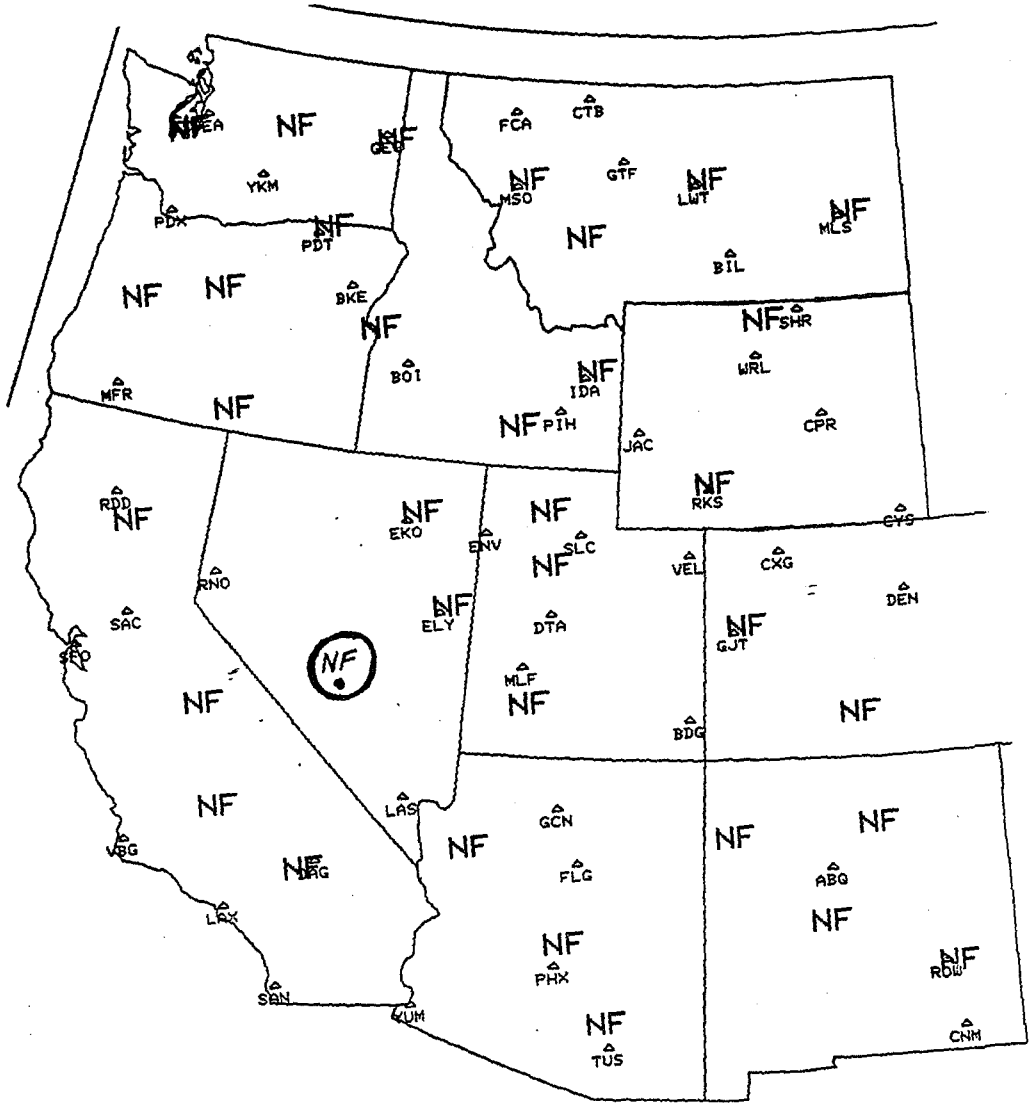 CTB
FCA
NF SEA NF
GEG NF
GTF
YKM
NF
MSO
NF
LWT
NF
MLS
PDX
NF
PDT
NF
BIL
NF NF BKE
NF
NF SHR
WRL
BOI
NF
IDA
MFR
NF
NF PIH
CPR
JAC
NF
RKS
RDD
NF
NF
EKO
NF
CYS
ENV
SLC
NF
VEL
CXG
RNO
DEN
NF
ELY
SAC
DTA
NF
GJT
SFO
NF
MLF
NF
NF
NF
BDG
NF
LAS
GCN
NF
NF
NF
VBG
NF DAG
FLG
ABQ
LAX
NF
NF
PHX
NF
ROW
SAN
YUM
NF
TUS
CNM